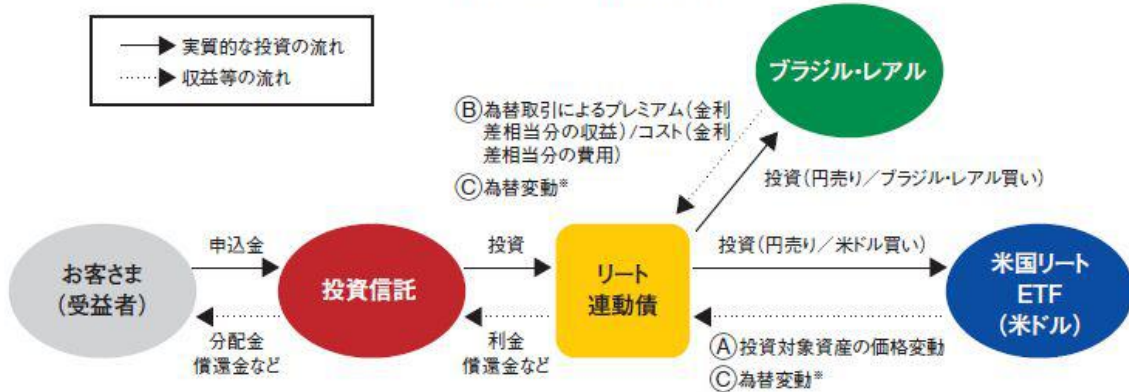 実質的な投資の流れ
収益等の流れ
ブラジル・レアル
Ⓑ為替取引によるプレミアム(金利
差相当分の収益)/コスト(金利
差相当分の費用)
Ⓒ為替変動※
投資(円売り/ブラジル・レアル買い)
お客さま
(受益者)
申込金
分配金
償還金など
投資信託
投資
利金
償還金など
リート
連動債
投資(円売り/米ドル買い)
Ⓐ投資対象資産の価格変動
Ⓒ為替変動※
米国リート
ETF
(米ドル)